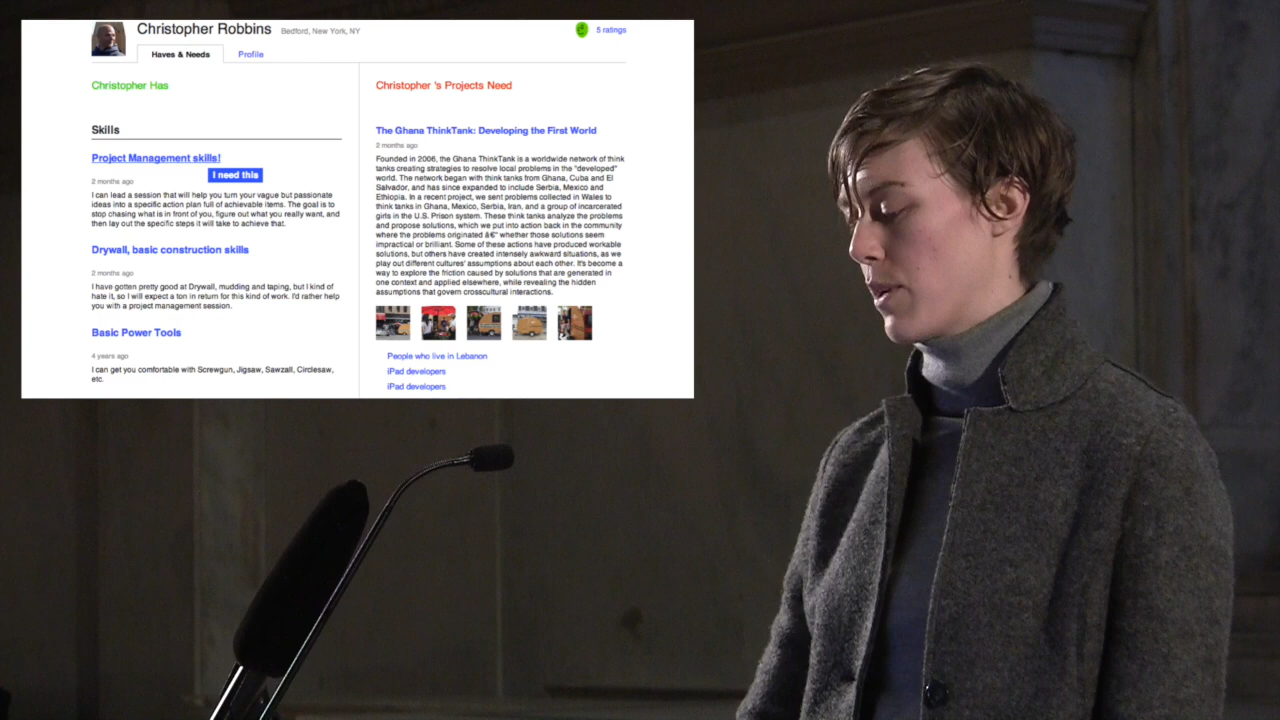 Christopher Robbins Bedford, New York, NY
5 ratings
Haves & Needs Profile
Christopher Has
Skills
Project Management skills!
I need this
2 months ago
I can lead a session that will help you turn your vague but passionate
ideas into a specific action plan full of achievable items. The goal is to
stop chasing what is in front of you, figure out what you really want, and
then lay out the specific steps it will take to achieve that.
Drywall, basic construction skills
2 months ago
I have gotten pretty good at Drywall, mudding and taping, but I kind of
hate it, so I will expect a ton in return for this kind of work. I'd rather help
you with a project management session.
Basic Power Tools
4 years ago
I can get you comfortable with Screwgun, Jigsaw, Sawzall, Circlesaw,
etc.
Christopher 's Projects Need
The Ghana ThinkTank: Developing the First World
2 months ago
Founded in 2006, the Ghana ThinkTank is a worldwide network of think
tanks creating strategies to resolve local problems in the "developed"
world. The network began with think tanks from Ghana, Cuba and El
Salvador, and has since expanded to include Serbia, Mexico and
Ethiopia. In a recent project, we sent problems collected in Wales to
think tanks in Ghana, Mexico, Serbia, Iran, and a group of incarcerated
girls in the U.S. Prison system. These think tanks analyze the problems
and propose solutions, which we put into action back in the community
where the problems originated â€" whether those solutions seem
impractical or brilliant. Some of these actions have produced workable
solutions, but others have created intensely awkward situations, as we
play out different cultures' assumptions about each other. It's become a
way to explore the friction caused by solutions that are generated in
one context and applied elsewhere, while revealing the hidden
assumptions that govern crosscultural interactions.
People who live in Lebanon
iPad developers
iPad developers